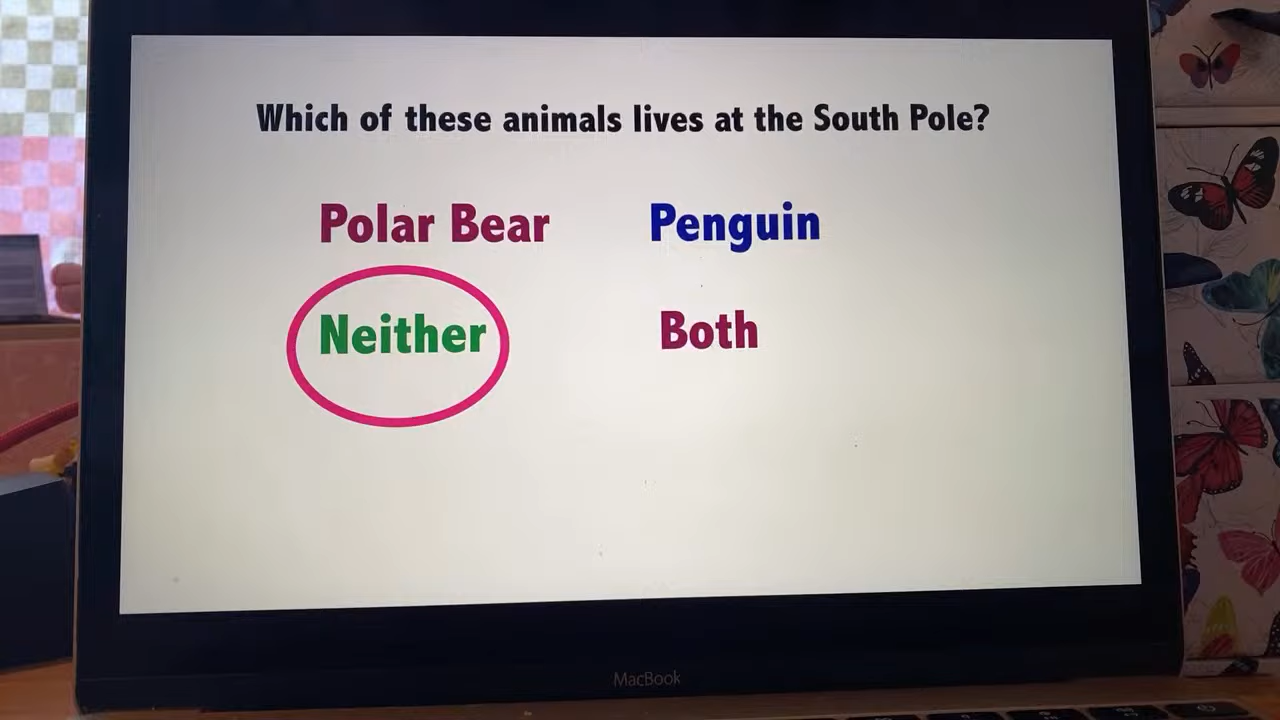 Which of these animals lives at the South Pole?
Polar Bear Penguin
Neither Both
MacBook